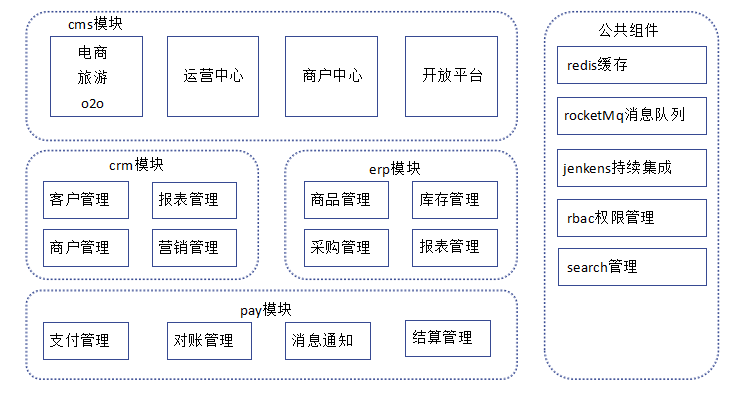 cms模块
电商
旅游
o2o
运营中心
商户中心
开放平台
crm模块
客户管理
报表管理
商户管理
营销管理
erp模块
商品管理
库存管理
采购管理
报表管理
pay模块
支付管理
对账管理
消息通知
结算管理
公共组件
redis缓存
rocketMq消息队列
jenkens持续集成
rbac权限管理
search管理